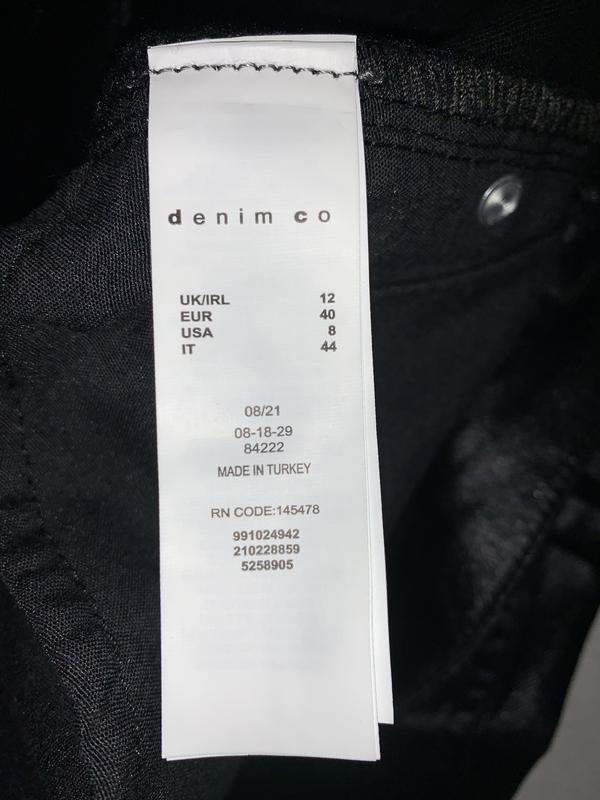 denim co
UK/IRL 12
EUR 40
USA 8
IT 44
08/21
08-18-29
84222
MADE IN TURKEY
RN CODE:145478
991024942
210228859
5258905